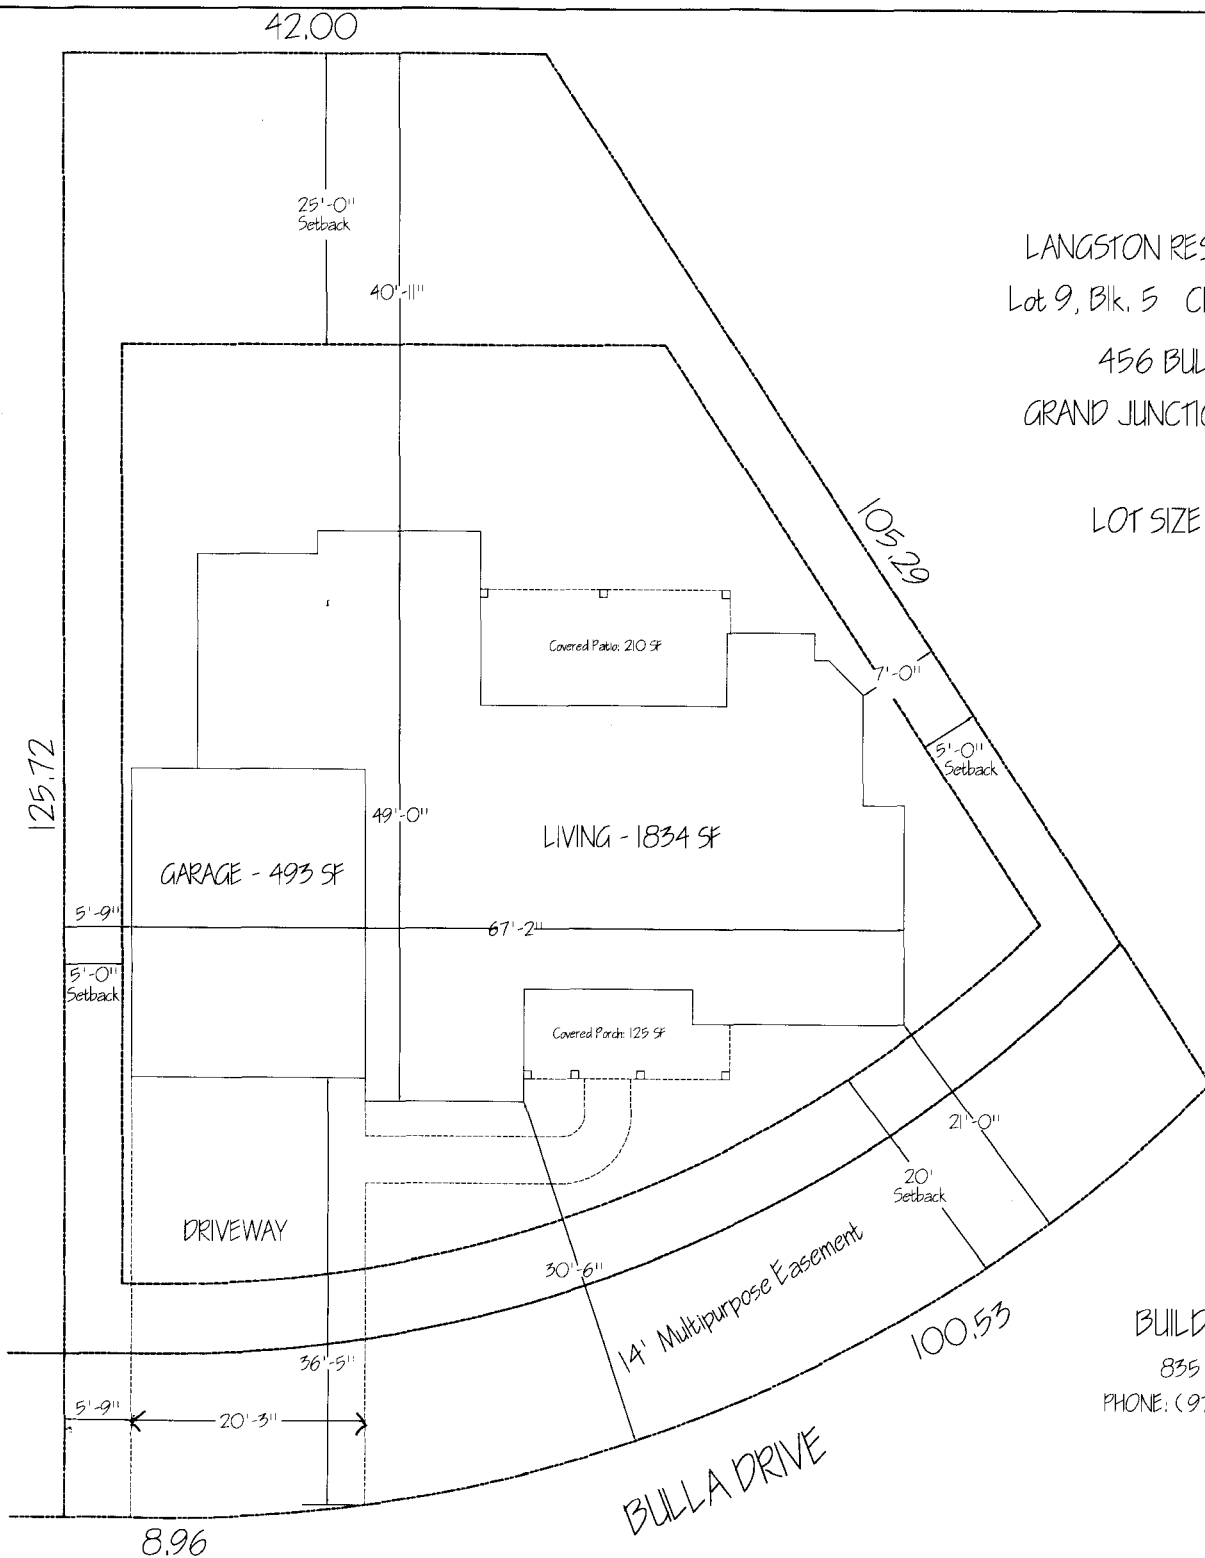 42.00
25'-0"
Setback
40'-11"
LANGSTON RES
Lot 9, Blk. 5
456 BUL
GRAND JUNCTIO
LOT SIZE
105.29
Covered Patio: 210 SF
7'-0"
5'-0"
Setback
125.72
49'-0"
LIVING - 1834 SF
GARAGE - 493 SF
5'-9"
67'-2"
5'-0"
Setback
Covered Porch: 125 SF
21'-0"
20'
Setback
DRIVEWAY
30'-6"
14' Multipurpose Easement
100.53
BUILD
835
PHONE: (97
36'-5"
5'-9"
20'-3"
BULLA DRIVE
8.96